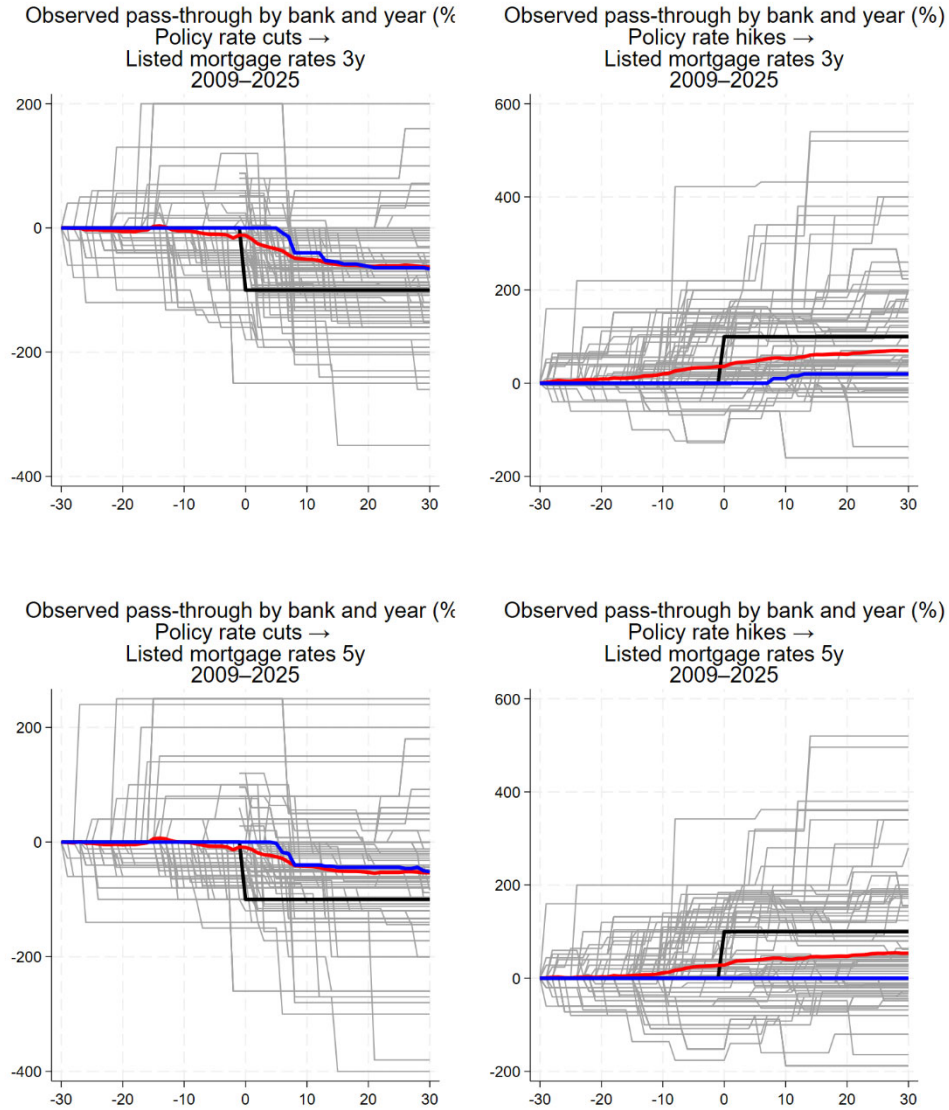 Observed pass-through by bank and year (%
Policy rate cuts →
Listed mortgage rates 3y
2009–2025
200
0
-200
-400
-30 -20 -10 0 10 20 30
Observed pass-through by bank and year (%)
Policy rate hikes →
Listed mortgage rates 3y
2009–2025
600
400
200
0
-200
-30 -20 -10 0 10 20 30
Observed pass-through by bank and year (%
Policy rate cuts →
Listed mortgage rates 5y
2009–2025
200
0
-200
-400
-30 -20 -10 0 10 20 30
Observed pass-through by bank and year (%)
Policy rate hikes →
Listed mortgage rates 5y
2009–2025
600
400
200
0
-200
-30 -20 -10 0 10 20 30